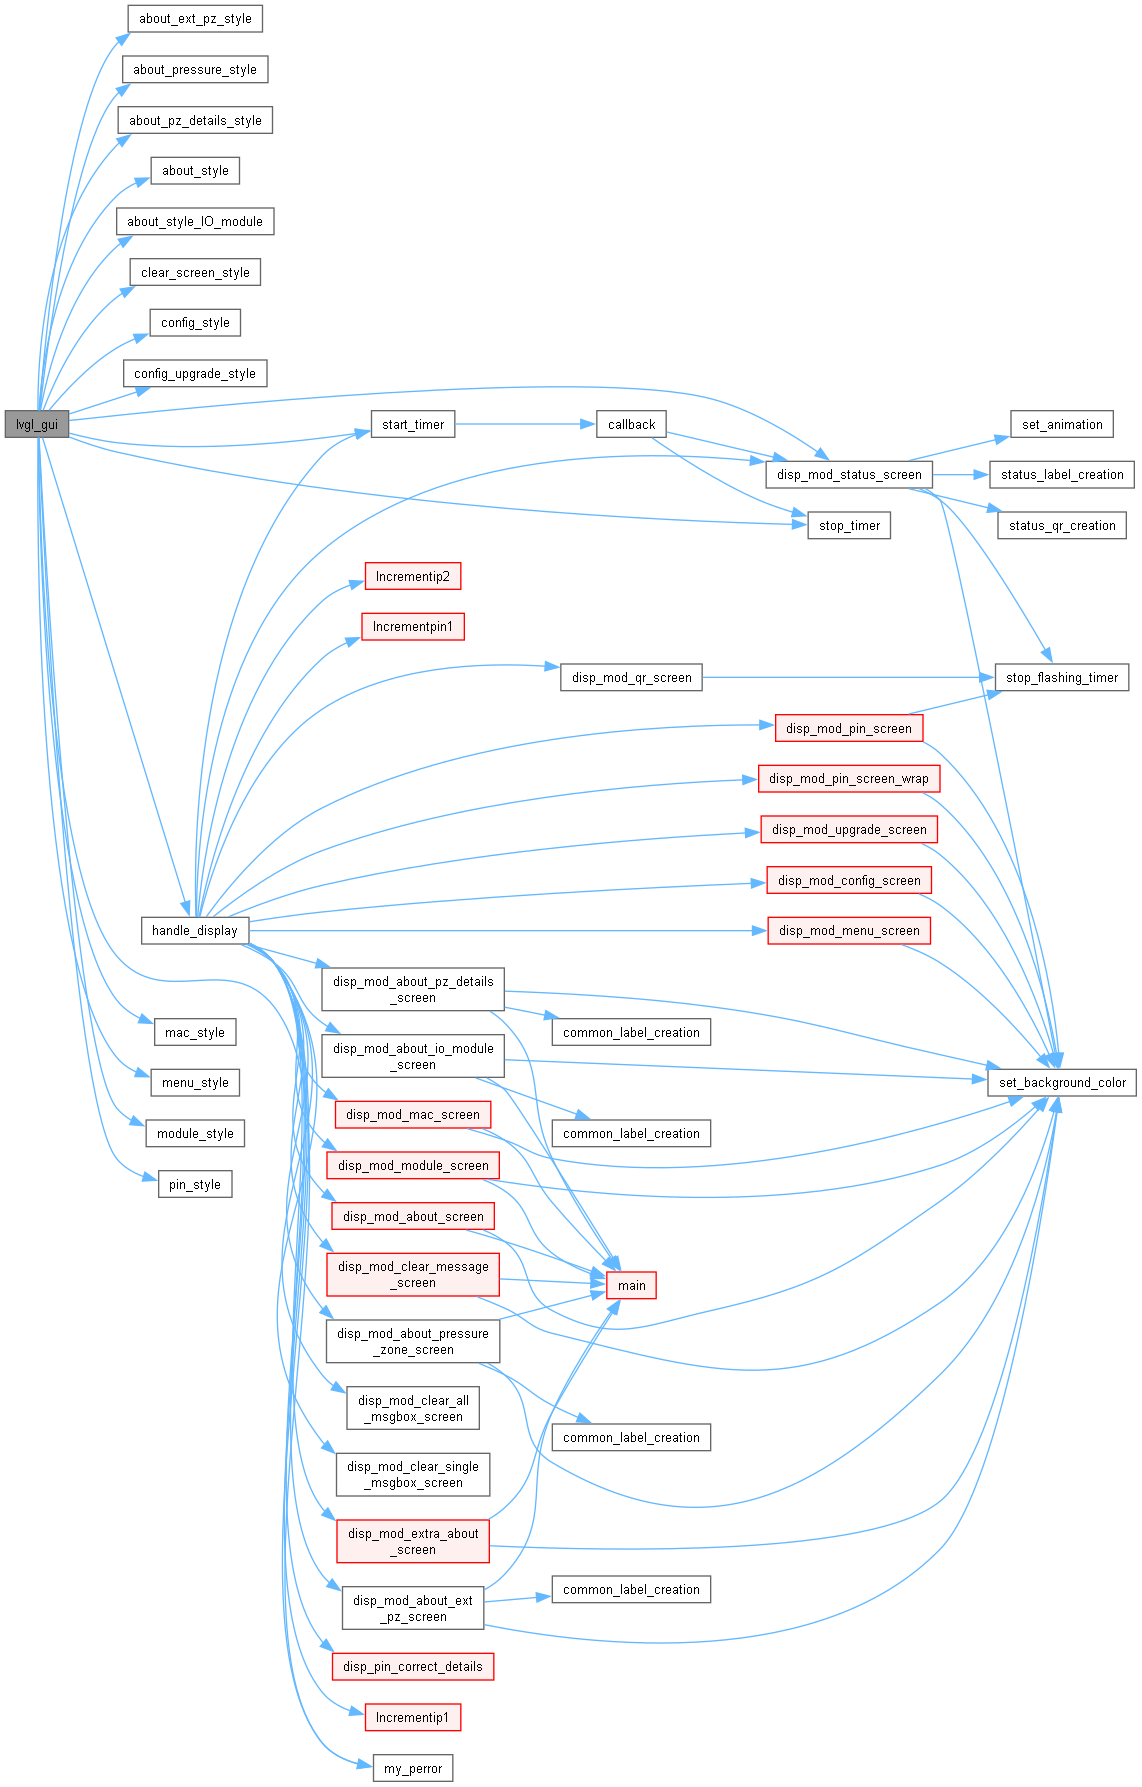 about_ext_pz_style
about_pressure_style
about_pz_details_style
about_style
about_style_IO_module
clear_screen_style
config_style
config_upgrade_style
lvgl_gui
start_timer
callback
set_animation
disp_mod_status_screen
status_label_creation
stop_timer
status_qr_creation
Incrementip2
Incrementpin1
disp_mod_qr_screen
stop_flashing_timer
disp_mod_pin_screen
disp_mod_pin_screen_wrap
disp_mod_upgrade_screen
disp_mod_config_screen
handle_display
disp_mod_menu_screen
disp_mod_about_pz_details
_screen
mac_style
common_label_creation
disp_mod_about_io_module
_screen
menu_style
set_background_color
disp_mod_mac_screen
module_style
common_label_creation
disp_mod_module_screen
pin_style
disp_mod_about_screen
disp_mod_clear_message
_screen
main
disp_mod_about_pressure
_zone_screen
disp_mod_clear_all
_msgbox_screen
common_label_creation
disp_mod_clear_single
_msgbox_screen
disp_mod_extra_about
_screen
disp_mod_about_ext
_pz_screen
common_label_creation
disp_pin_correct_details
Incrementip1
my_perror